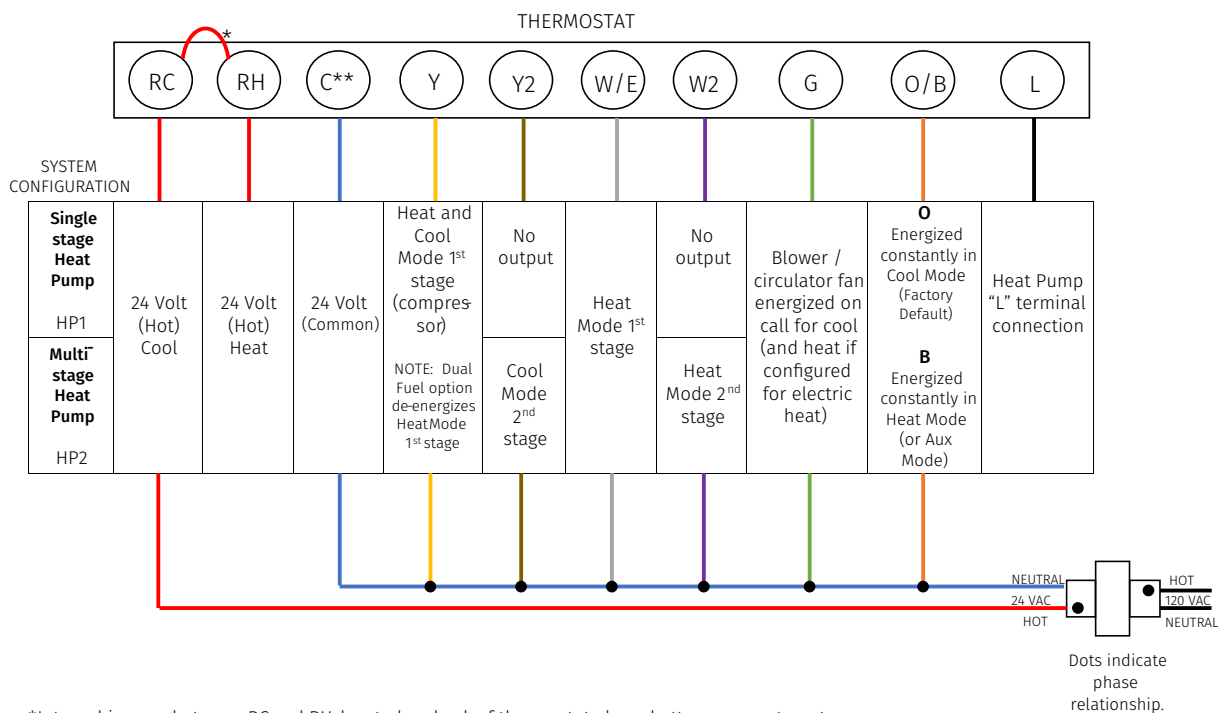 THERMOSTAT
*
RC
RH
C**
Y
Y2
W/E
W2
G
O/B
L
SYSTEM
CONFIGURATION
Single
stage
Heat
Pump
HP1
Multi-
stage
Heat
Pump
HP2
24 Volt
(Hot)
Cool
24 Volt
(Hot)
Heat
24 Volt
(Common)
Heat and
Cool
Mode 1st
stage
(compres-
sor)
NOTE: Dual
Fuel option
de-energizes
HeatMode
1st stage
No
output
Cool
Mode
2nd
stage
Heat
Mode 1st
stage
No
output
Heat
Mode 2nd
stage
Blower /
circulator fan
energized on
call for cool
(and heat if
configured
for electric
heat)
O
Energized
constantly in
Cool Mode
(Factory
Default)
B
Energized
constantly in
Heat Mode
(or Aux
Mode)
Heat Pump
“L” terminal
connection
NEUTRAL
24 VAC
HOT
HOT
120 VAC
NEUTRAL
Dots indicate
phase
relationship.